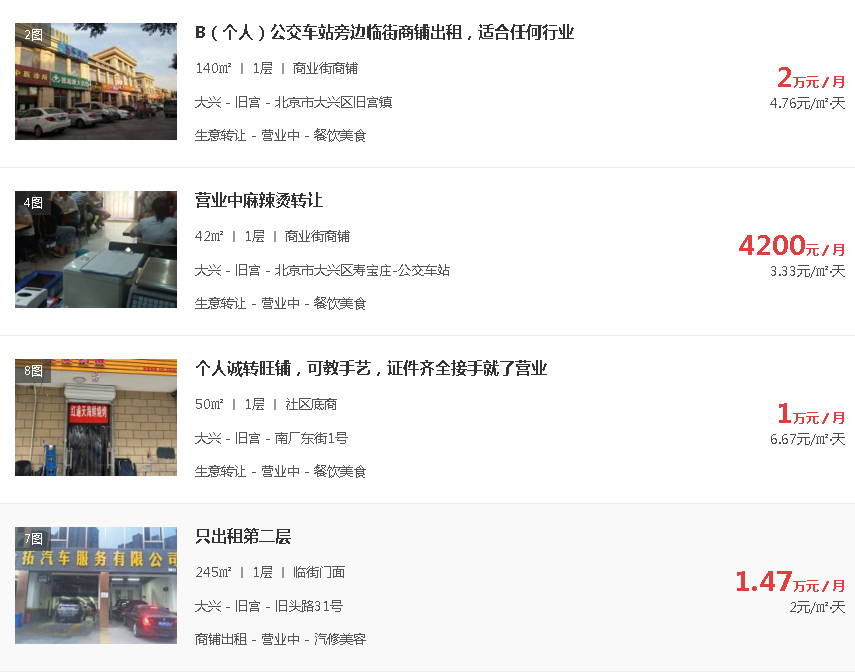 2图
B（个人）公交车站旁边临街商铺出租，适合任何行业
140㎡ | 1层 | 商业街商铺
大兴 - 旧宫 - 北京市大兴区旧宫镇
生意转让 - 营业中 - 餐饮美食
2万元/月
4.76元/㎡·天
4图
营业中麻辣烫转让
42㎡ | 1层 | 商业街商铺
大兴 - 旧宫 - 北京市大兴区寿宝庄-公交车站
生意转让 - 营业中 - 餐饮美食
4200元/月
3.33元/㎡·天
8图
红通天海鲜烧烤
个人诚转旺铺，可教手艺，证件齐全接手就了营业
50㎡ | 1层 | 社区底商
大兴 - 旧宫 - 南厂东街1号
生意转让 - 营业中 - 餐饮美食
1万元/月
6.67元/㎡·天
7图
拓汽车服务有限公司
只出租第二层
245㎡ | 1层 | 临街门面
大兴 - 旧宫 - 旧头路31号
商铺出租 - 营业中 - 汽修美容
1.47万元/月
2元/㎡·天